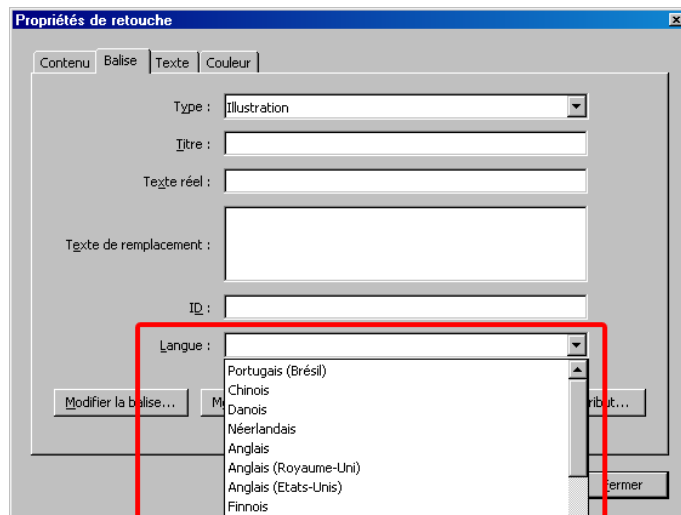 Propriétés de retouche
Contenu Balise Texte Couleur
Type : Illustration
Titre :
Texte réel :
Texte de remplacement :
ID :
Langue :
Portugais (Brésil)
Chinois
Danois
Néerlandais
Anglais
Anglais (Royaume-Uni)
Anglais (Etats-Unis)
Finnois
Modifier la balise...
Fermer